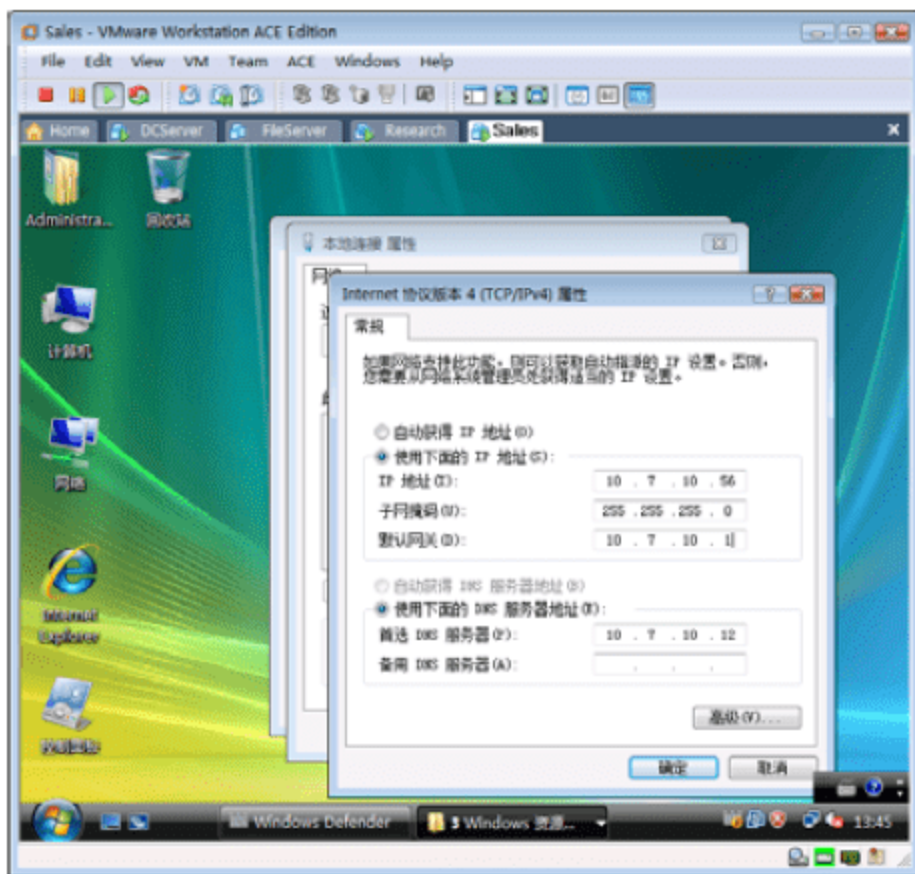 Sales - VMware Workstation ACE Edition
File Edit View VM Team ACE Windows Help
Home DCServer FileServer Research Sales
Administra... 回收站
计算机
网络
Internet Explorer
控制面板
本地连接 属性
Internet 协议版本 4 (TCP/IPv4) 属性
常规
如果网络支持此功能，则可以获取自动指派的 IP 设置。否则，
您需要从网络系统管理员处获得适当的 IP 设置。
自动获得 IP 地址(O)
使用下面的 IP 地址(S):
IP 地址(I): 10 . 7 . 10 . 56
子网掩码(U): 255 .255 .255 . 0
默认网关(D): 10 . 7 . 10 . 1
自动获得 DNS 服务器地址(B)
使用下面的 DNS 服务器地址(E):
首选 DNS 服务器(P): 10 . 7 . 10 . 12
备用 DNS 服务器(A): . . .
高级(V)...
确定 取消
Windows Defender 3 Windows 资源... 13:45